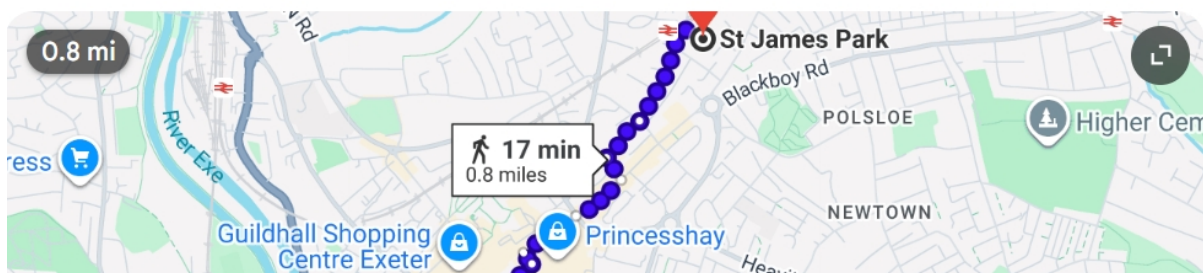 0.8 mi
Rd
St James Park
Blackboy Rd
POLSLOE
Higher Cem
River Exe
ress
17 min
0.8 miles
NEWTOWN
Guildhall Shopping
Centre Exeter
Princesshay